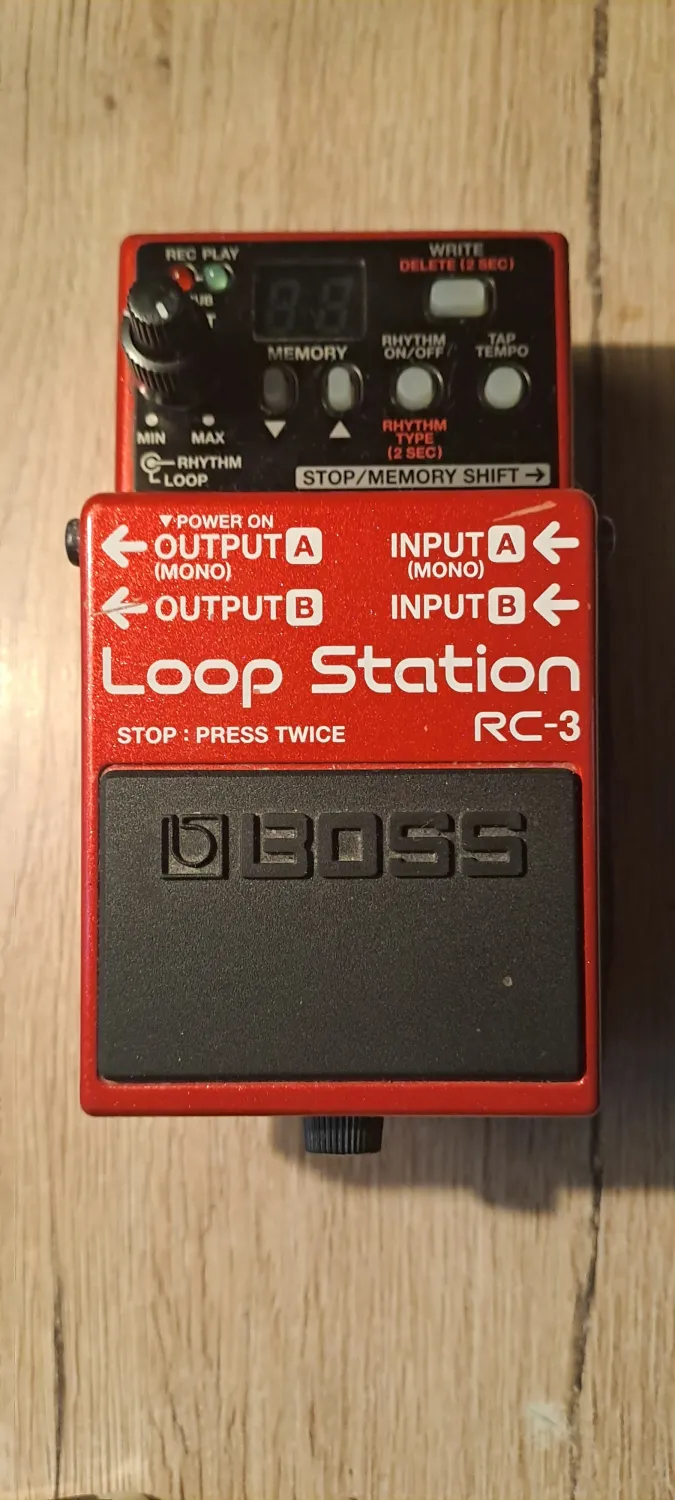 REC PLAY
WRITE
DELETE (2 SEC)
88
RHYTHM
ON/OFF
TAP
TEMPO
MEMORY
▼ ▲
RHYTHM
TYPE
(2 SEC)
MIN MAX
RHYTHM
LOOP
STOP/MEMORY SHIFT→
▼POWER ON
← OUTPUT A
(MONO)
INPUT A ←
(MONO)
← OUTPUT B
INPUT B ←
Loop Station
RC-3
STOP : PRESS TWICE
BOSS